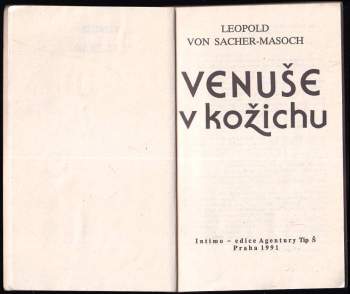 LEOPOLD
VON SACHER-MASOCH
VENUŠE
v kožichu
Intimo – edice Agentury Tip Š
Praha 1991